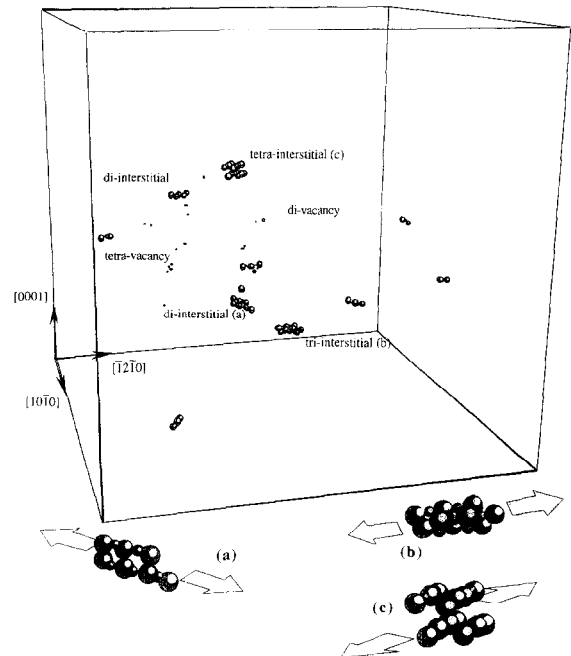 tetra-interstitial (c)
di-interstitial
di-vacancy
tetra-vacancy
[0001]
di-interstitial (a)
tri-interstitial (b)
[1̄21̄0]
[101̄0]
(a)
(b)
(c)